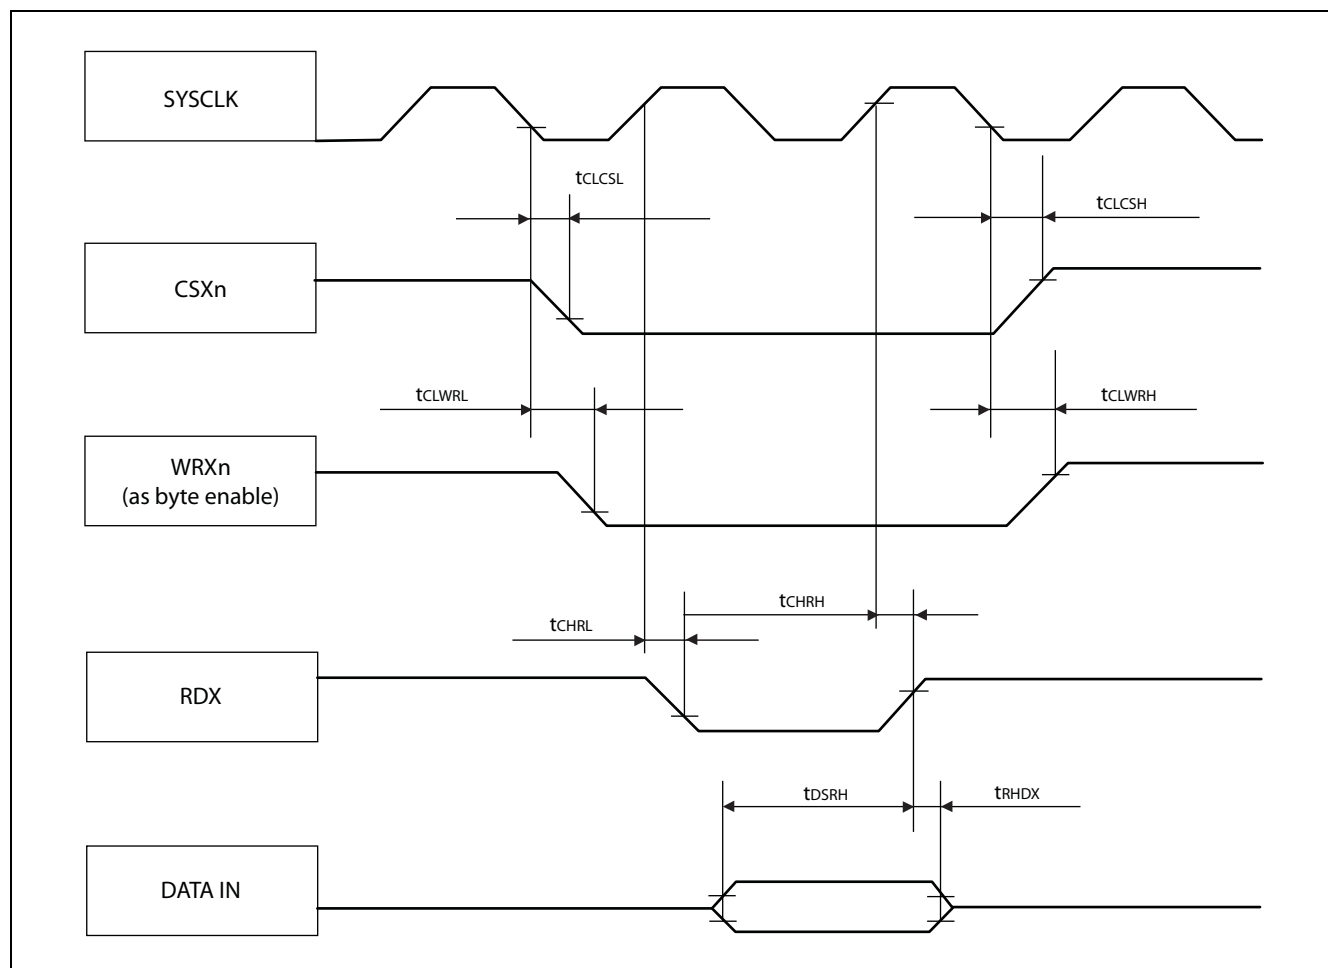 SYSCLK
tCLCSL
tCLCSH
CSXn
tCLWRL
tCLWRH
WRXn
(as byte enable)
tCHRH
tCHRL
RDX
tDSRH
tRHDX
DATA IN